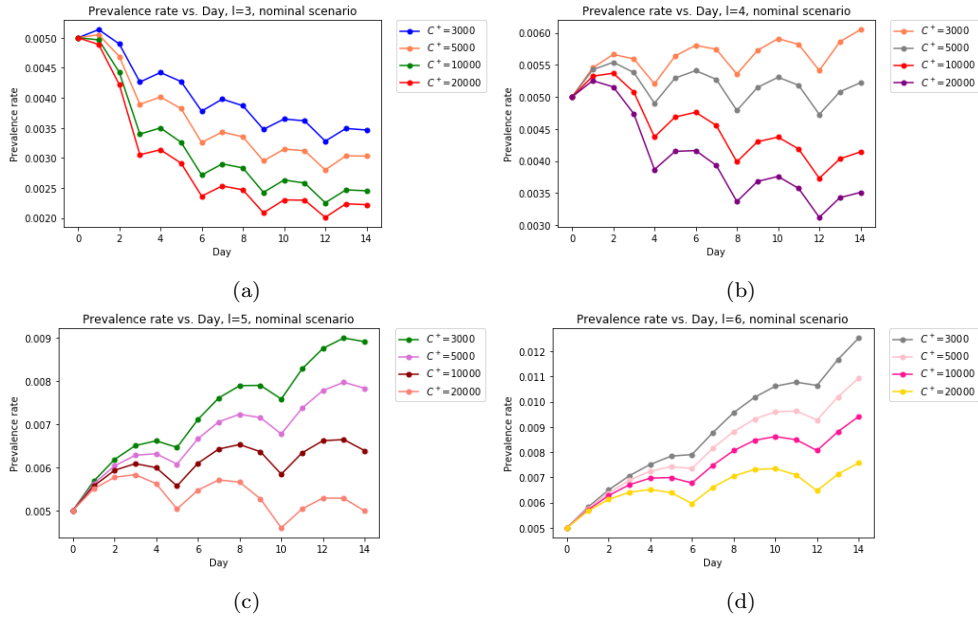 Prevalence rate vs. Day, l=3, nominal scenario
Prevalence rate
0.0050
0.0045
0.0040
0.0035
0.0030
0.0025
0.0020
0 2 4 6 8 10 12 14
Day
C⁺=3000
C⁺=5000
C⁺=10000
C⁺=20000
(a)
Prevalence rate vs. Day, l=4, nominal scenario
Prevalence rate
0.0060
0.0055
0.0050
0.0045
0.0040
0.0035
0.0030
0 2 4 6 8 10 12 14
Day
C⁺=3000
C⁺=5000
C⁺=10000
C⁺=20000
(b)
Prevalence rate vs. Day, l=5, nominal scenario
Prevalence rate
0.009
0.008
0.007
0.006
0.005
0 2 4 6 8 10 12 14
Day
C⁺=3000
C⁺=5000
C⁺=10000
C⁺=20000
(c)
Prevalence rate vs. Day, l=6, nominal scenario
Prevalence rate
0.012
0.011
0.010
0.009
0.008
0.007
0.006
0.005
0 2 4 6 8 10 12 14
Day
C⁺=3000
C⁺=5000
C⁺=10000
C⁺=20000
(d)